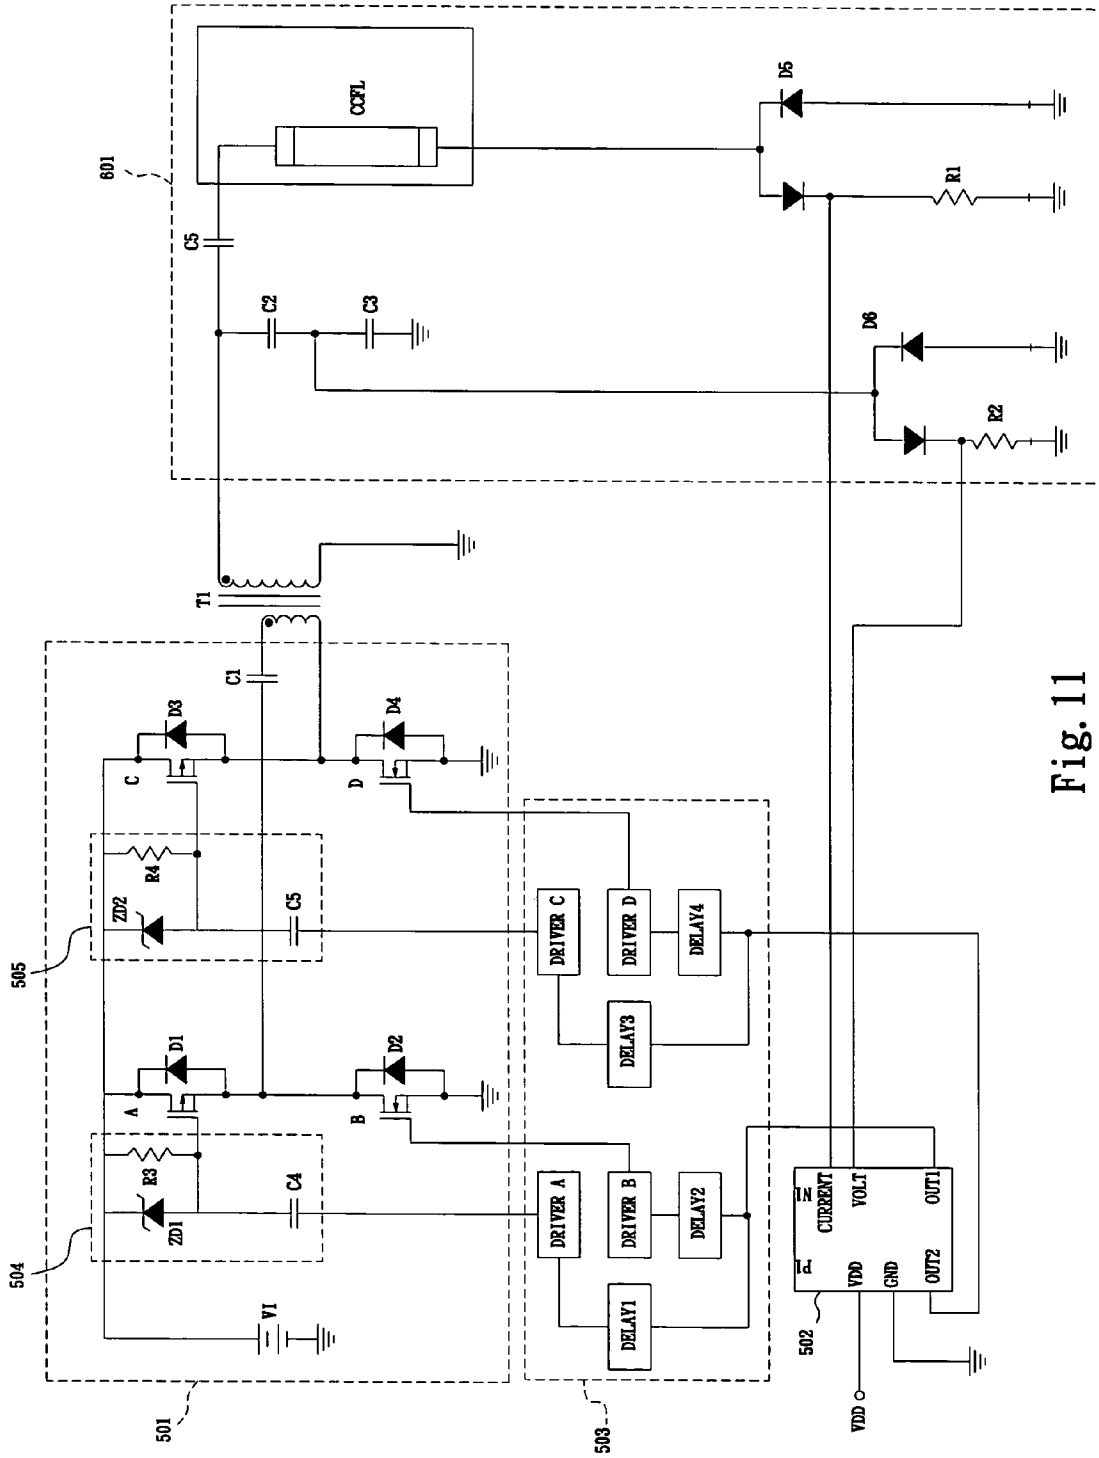 601
C5
CCFL
C2
C3
D5
R1
D6
R2
T1
C1
C
D3
D
D4
R4
ZD2
C5
505
A
D1
B
D2
R3
ZD1
C4
504
VI
501
DRIVER C
DRIVER D
DELAY4
DELAY3
DRIVER A
DRIVER B
DELAY2
DELAY1
503
N1
CURRENT
VOLT
OUT1
P1
VDD
GND
OUT2
502
VDD
Fig. 11